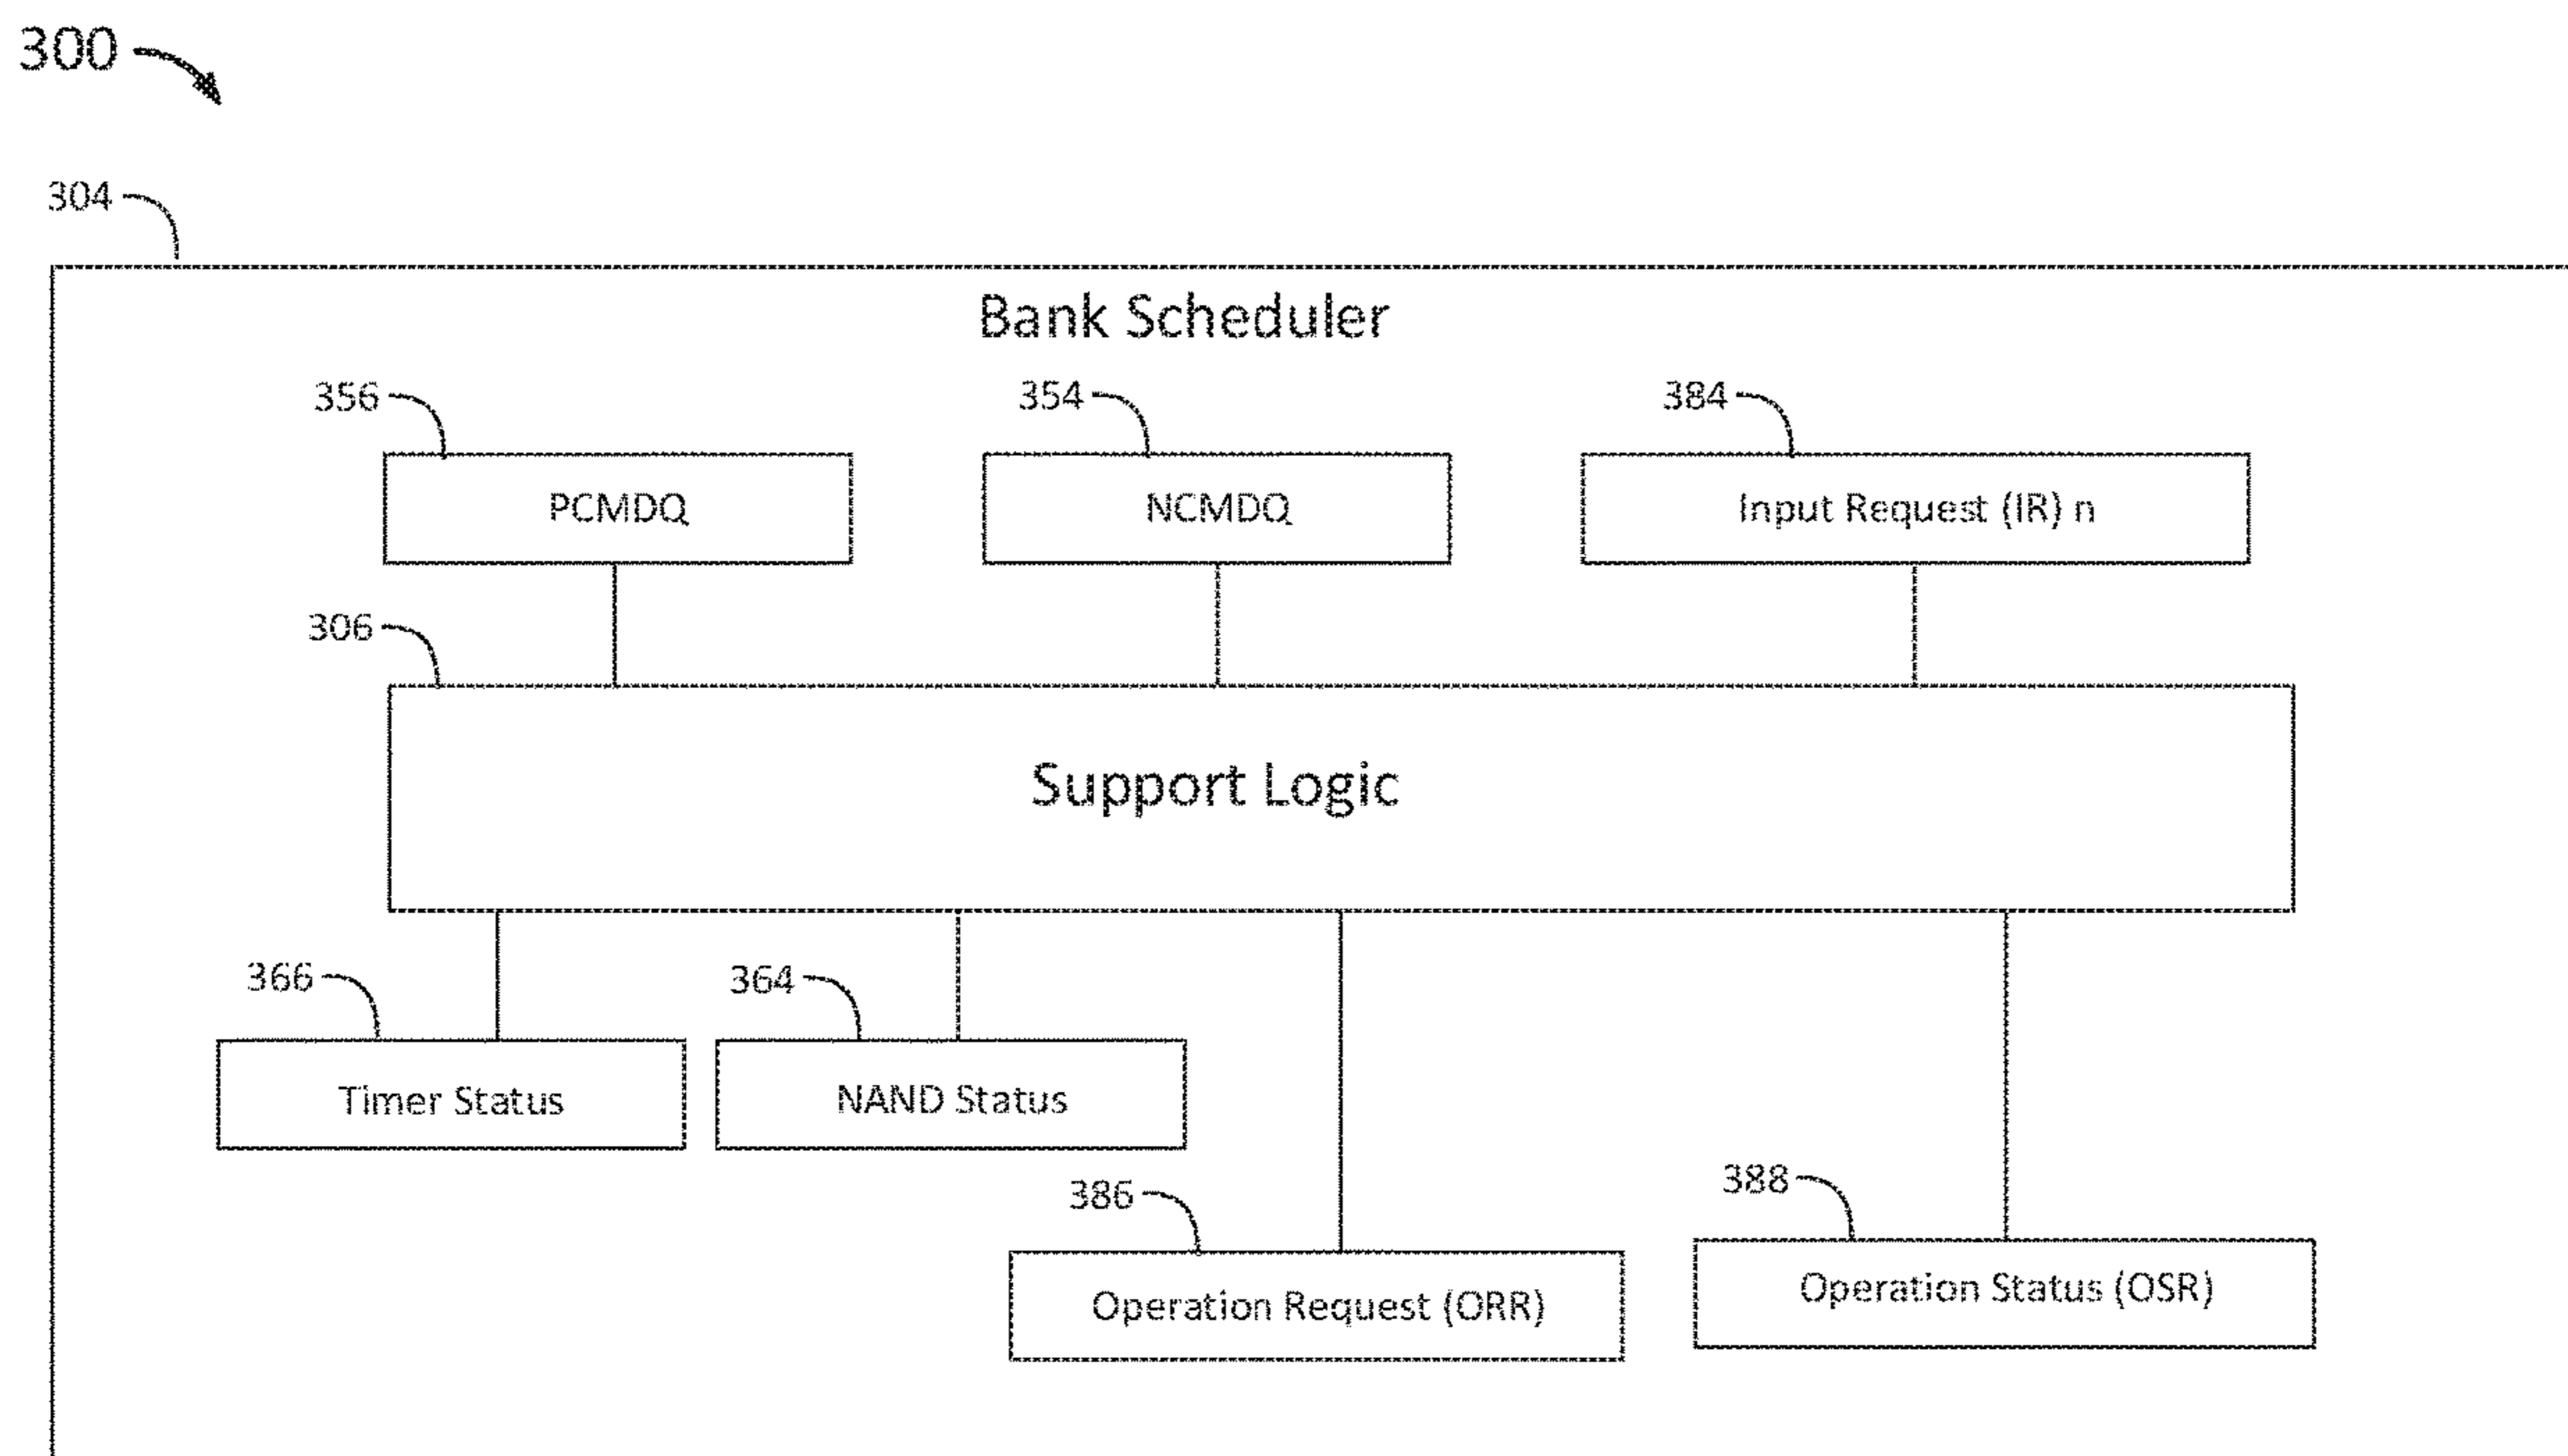 300
304
Bank Scheduler
356
354
384
PCMDQ
NCMDQ
Input Request (IR) n
306
Support Logic
366
364
Timer Status
NAND Status
386
388
Operation Request (ORR)
Operation Status (OSR)